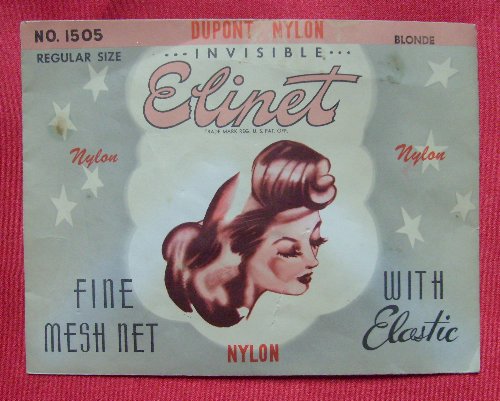 NO. 1505
DUPONT NYLON
BLONDE
REGULAR SIZE
...INVISIBLE...
Elinet
TRADE MARK REG. U.S. PAT. OFF.
Nylon
Nylon
FINE
MESH NET
WITH
Elastic
NYLON